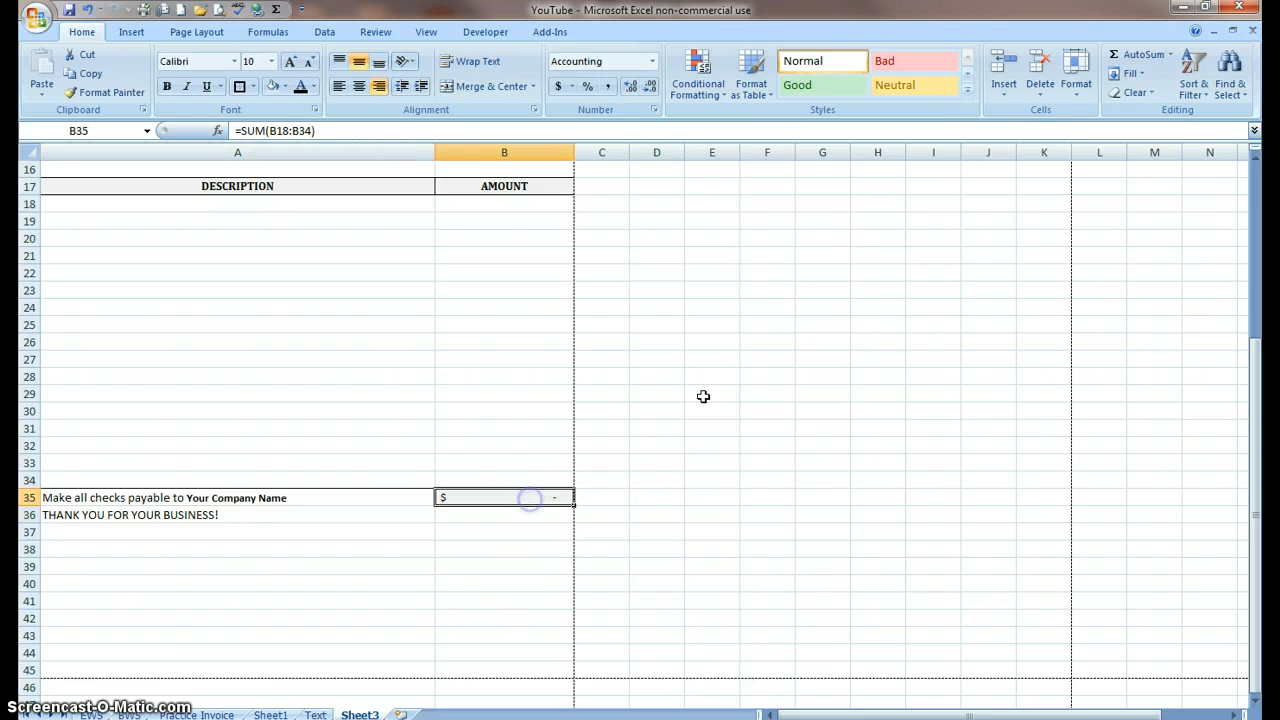 YouTube - Microsoft Excel non-commercial use
Home Insert Page Layout Formulas Data Review View Developer Add-Ins
Paste
Cut
Copy
Format Painter
Clipboard
Calibri 10
B I U
Font
Wrap Text
Merge & Center
Alignment
Accounting
$ % ,
Number
Conditional Formatting
Format as Table
Normal Bad
Good Neutral
Styles
Insert Delete Format
Cells
AutoSum
Fill
Clear
Sort & Filter
Find & Select
Editing
B35 fx =SUM(B18:B34)
A B C D E F G H I J K L M N
16
17 DESCRIPTION AMOUNT
18
19
20
21
22
23
24
25
26
27
28
29
30
31
32
33
34
35 Make all checks payable to Your Company Name $ -
36 THANK YOU FOR YOUR BUSINESS!
37
38
39
40
41
42
43
44
45
46
Screencast-O-Matic.com
EWS BWS Practice Invoice Sheet1 Text Sheet3